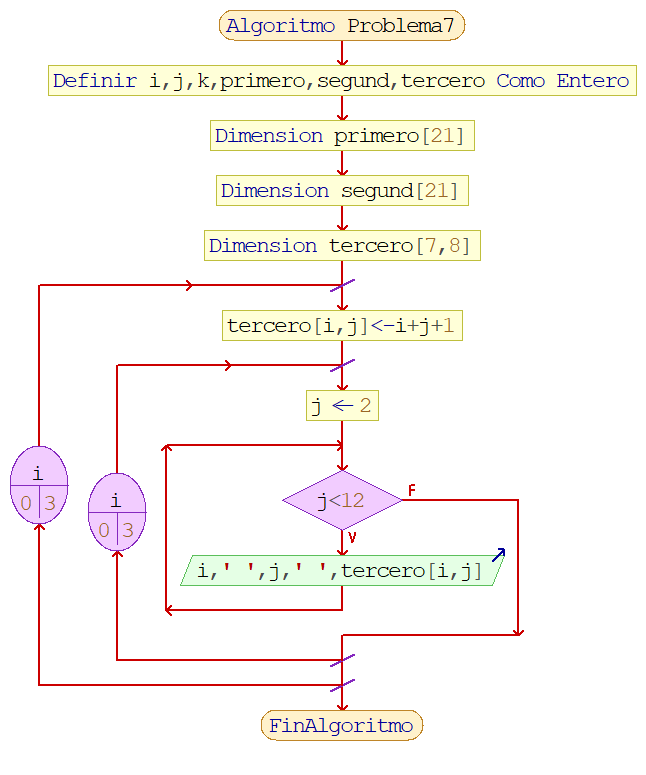 Algoritmo Problema7
Definir i,j,k,primero,segund,tercero Como Entero
Dimension primero[21]
Dimension segund[21]
Dimension tercero[7,8]
tercero[i,j]<-i+j+1
j <- 2
i
0 3
i
0 3
j<12
F
V
i,' ',j,' ',tercero[i,j]
FinAlgoritmo